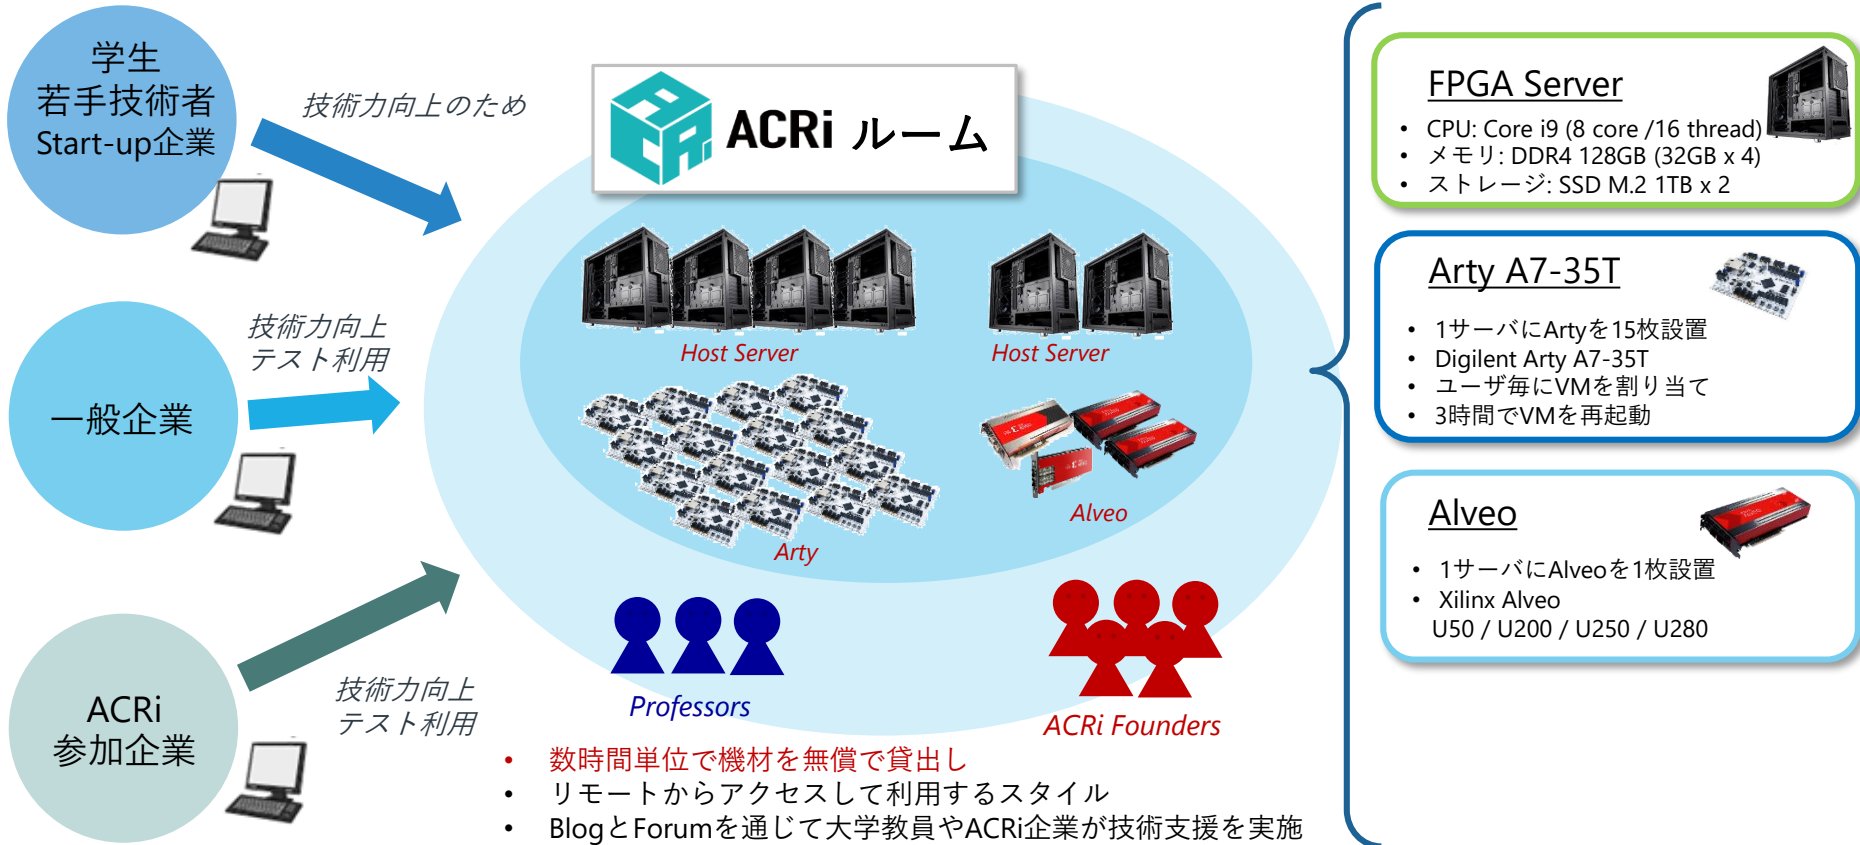 学生
若手技術者
Start-up企業
技術力向上のため
一般企業
技術力向上
テスト利用
ACRi
参加企業
技術力向上
テスト利用
ACRi ルーム
Host Server
Host Server
Arty
Alveo
Professors
ACRi Founders
• 数時間単位で機材を無償で貸出し
• リモートからアクセスして利用するスタイル
• BlogとForumを通じて大学教員やACRi企業が技術支援を実施
FPGA Server
• CPU: Core i9 (8 core /16 thread)
• メモリ: DDR4 128GB (32GB x 4)
• ストレージ: SSD M.2 1TB x 2
Arty A7-35T
• 1サーバにArtyを15枚設置
• Digilent Arty A7-35T
• ユーザ毎にVMを割り当て
• 3時間でVMを再起動
Alveo
• 1サーバにAlveoを1枚設置
• Xilinx Alveo
U50 / U200 / U250 / U280